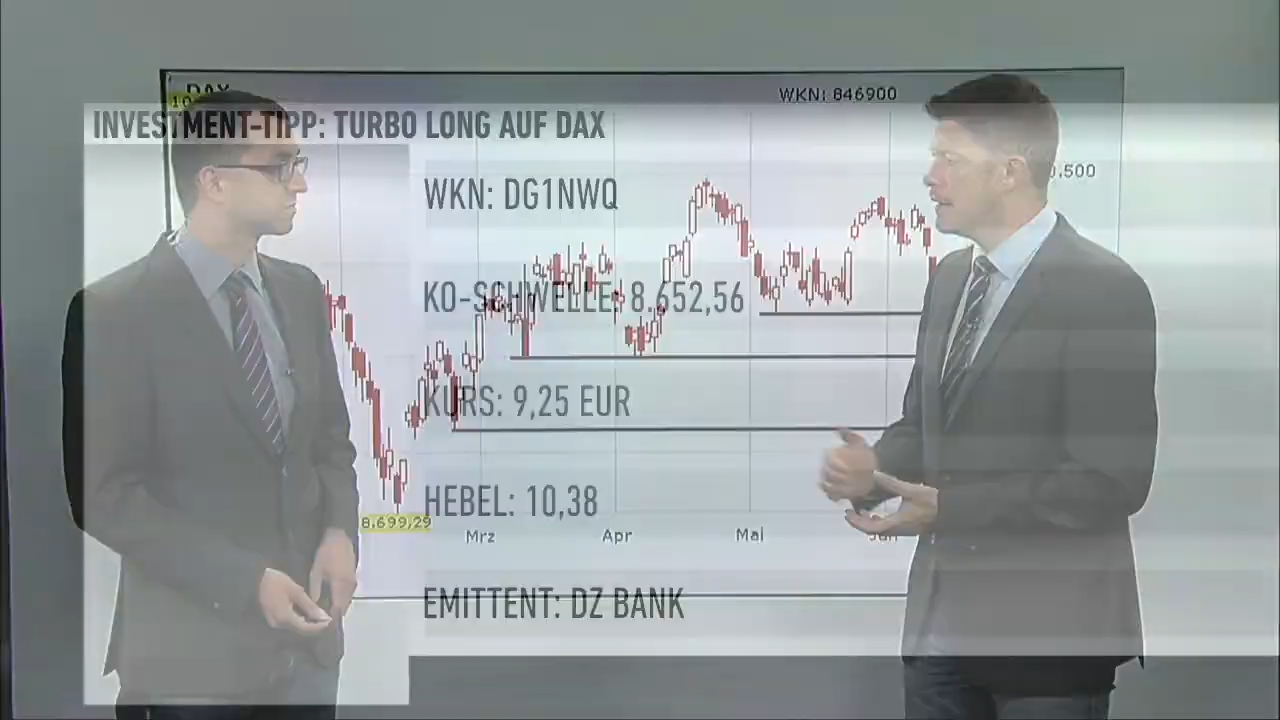 DAX
WKN: 846900
INVESTMENT-TIPP: TURBO LONG AUF DAX
WKN: DG1NWQ
KO-SCHWELLE: 8.652,56
KURS: 9,25 EUR
HEBEL: 10,38
8.699,29
Mrz
Apr
Mai
Jun
EMITTENT: DZ BANK